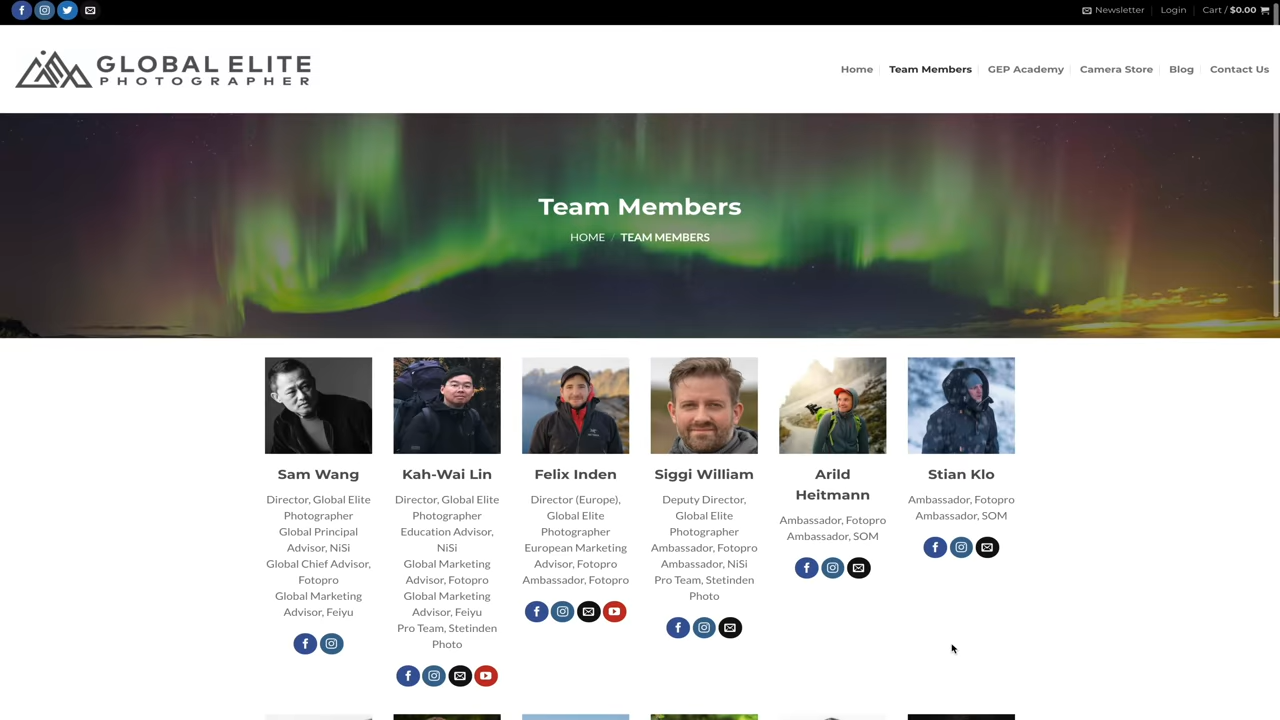 Newsletter
Login
Cart / $0.00
GLOBAL ELITE
PHOTOGRAPHER
Home
Team Members
GEP Academy
Camera Store
Blog
Contact Us
Team Members
HOME / TEAM MEMBERS
Sam Wang
Director, Global Elite
Photographer
Global Principal
Advisor, NiSi
Global Chief Advisor,
Fotopro
Global Marketing
Advisor, Feiyu
Kah-Wai Lin
Director, Global Elite
Photographer
Education Advisor,
NiSi
Global Marketing
Advisor, Fotopro
Global Marketing
Advisor, Feiyu
Pro Team, Stetinden
Photo
Felix Inden
Director (Europe),
Global Elite
Photographer
European Marketing
Advisor, Fotopro
Ambassador, Fotopro
Siggi William
Deputy Director,
Global Elite
Photographer
Ambassador, Fotopro
Ambassador, NiSi
Pro Team, Stetinden
Photo
Arild
Heitmann
Ambassador, Fotopro
Ambassador, SOM
Stian Klo
Ambassador, Fotopro
Ambassador, SOM